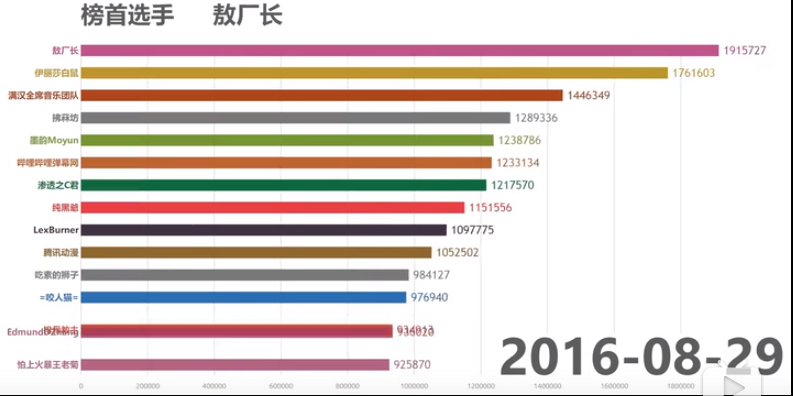 榜首选手 敖厂长
敖厂长 1915727
伊丽莎白鼠 1761603
满汉全席音乐团队 1446349
拂菻坊 1289336
墨韵Moyun 1238786
哔哩哔哩弹幕网 1233134
渗透之C君 1217570
纯黑爺 1151556
LexBurner 1097775
腾讯动漫 1052502
吃素的狮子 984127
=咬人猫= 976940
怕上火暴王老菊 925870
2016-08-29
0 200000 400000 600000 800000 1000000 1200000 1400000 1600000 1800000